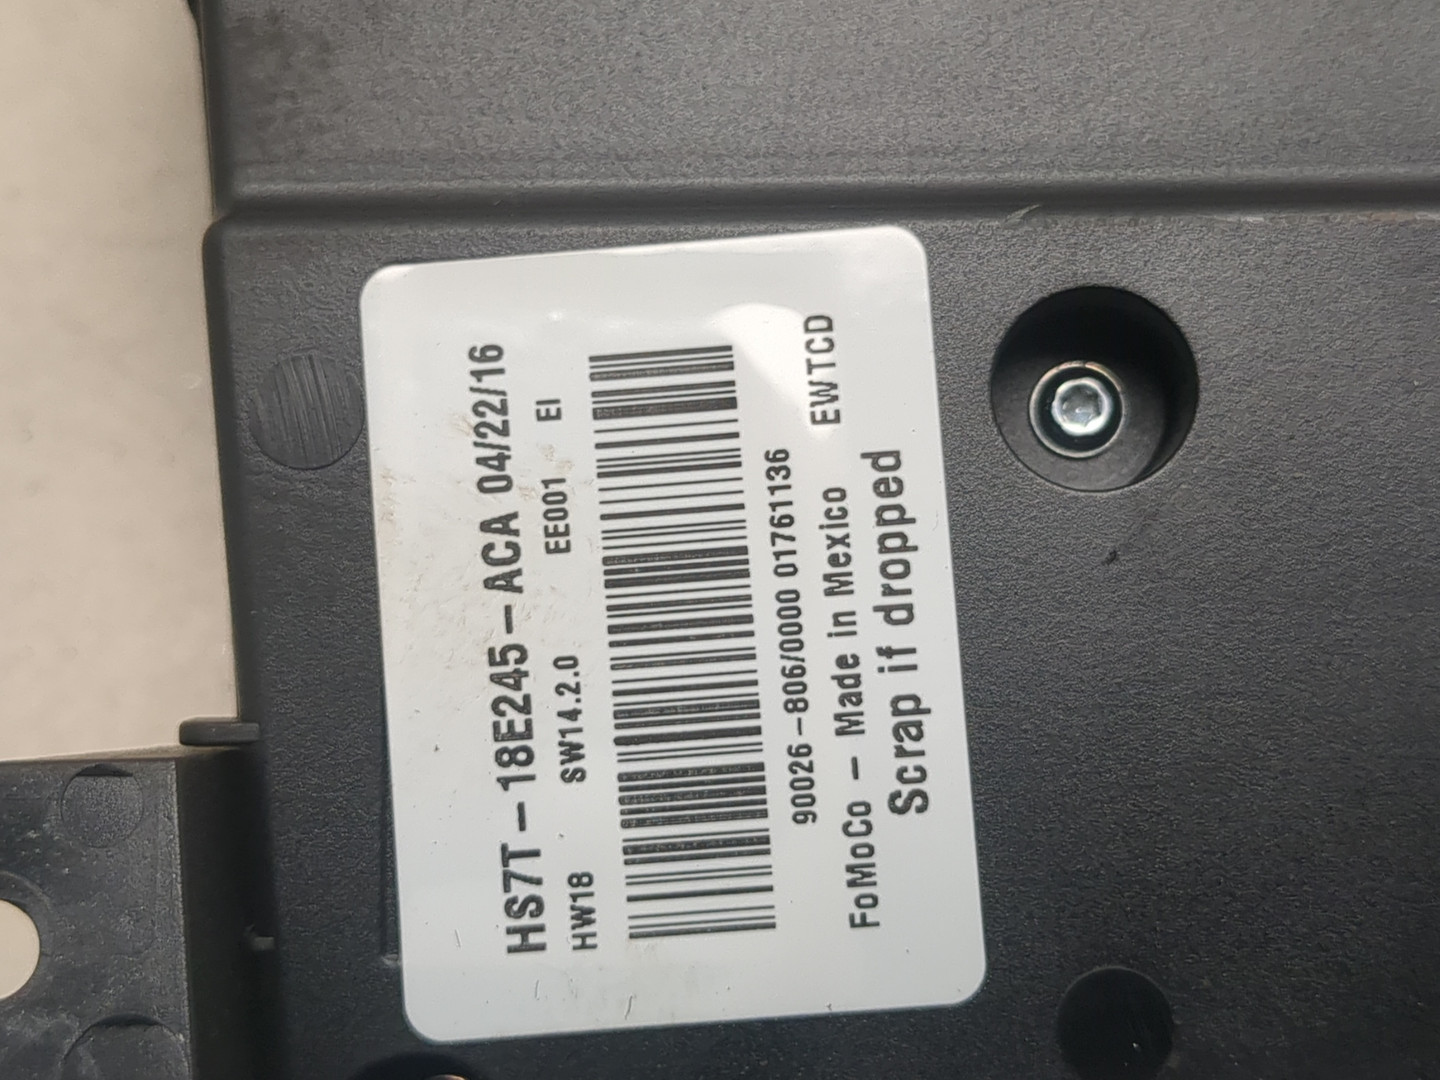 HS7T-18E245-ACA 04/22/16
HW18 SW14.2.0 EE001 EI
90026-806/0000 01761136
FoMoCo - Made in Mexico EWTCD
Scrap if dropped